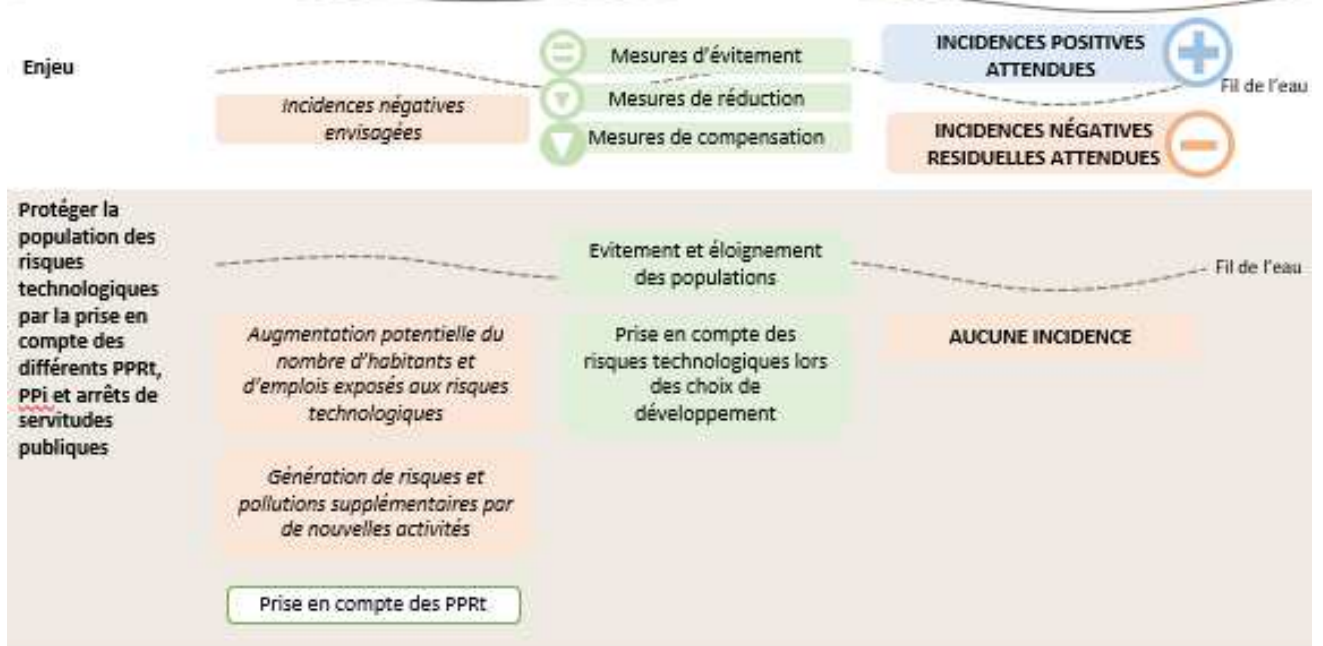 Enjeu
Incidences négatives
envisagées
Mesures d'évitement
Mesures de réduction
Mesures de compensation
INCIDENCES POSITIVES
ATTENDUES
Fil de l'eau
INCIDENCES NÉGATIVES
RESIDUELLES ATTENDUES
Protéger la
population des
risques
technologiques
par la prise en
compte des
différents PPRt,
PPi et arrêts de
servitudes
publiques
Augmentation potentielle du
nombre d'habitants et
d'emplois exposés aux risques
technologiques
Génération de risques et
pollutions supplémentaires par
de nouvelles activités
Prise en compte des PPRt
Evitement et éloignement
des populations
Prise en compte des
risques technologiques lors
des choix de
développement
Fil de l'eau
AUCUNE INCIDENCE